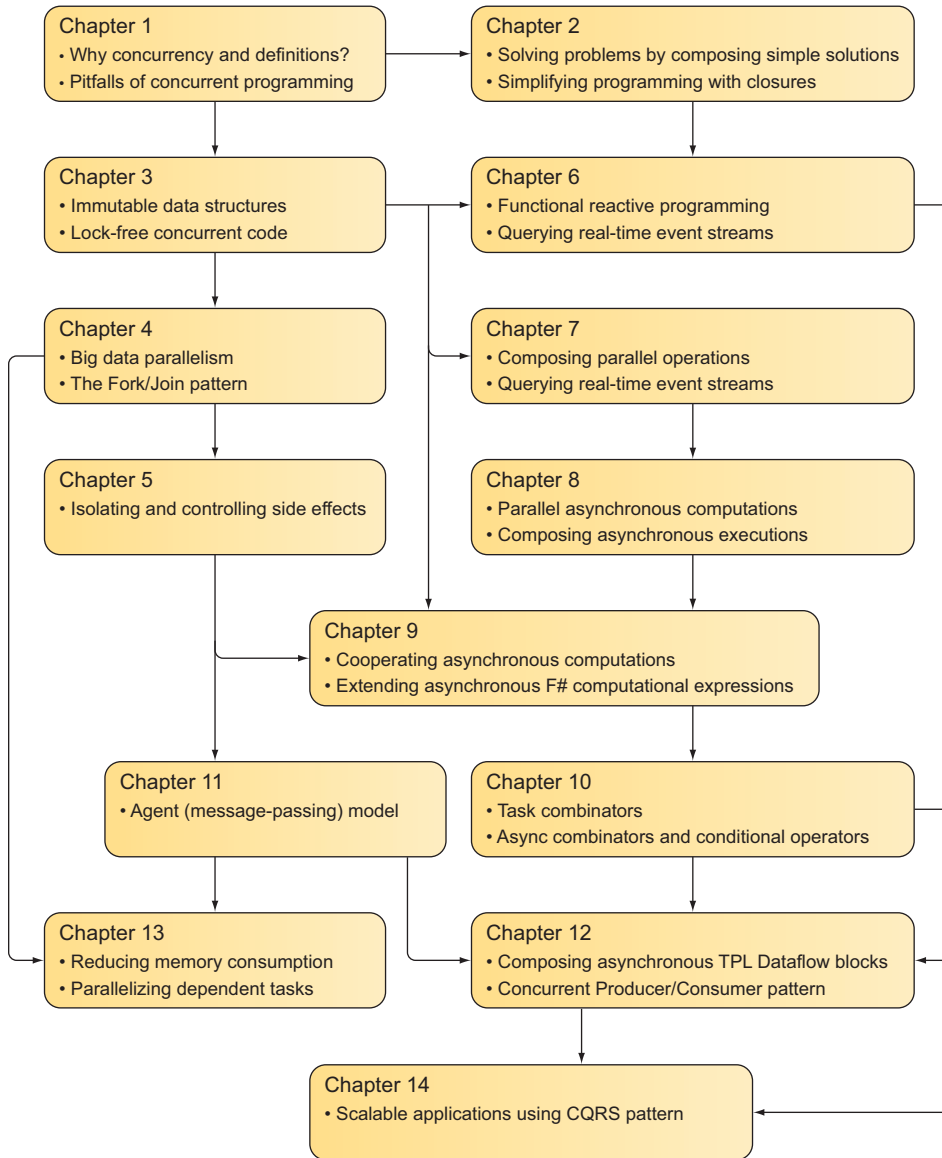 Chapter 1
• Why concurrency and definitions?
• Pitfalls of concurrent programming
Chapter 2
• Solving problems by composing simple solutions
• Simplifying programming with closures
Chapter 3
• Immutable data structures
• Lock-free concurrent code
Chapter 6
• Functional reactive programming
• Querying real-time event streams
Chapter 4
• Big data parallelism
• The Fork/Join pattern
Chapter 7
• Composing parallel operations
• Querying real-time event streams
Chapter 5
• Isolating and controlling side effects
Chapter 8
• Parallel asynchronous computations
• Composing asynchronous executions
Chapter 9
• Cooperating asynchronous computations
• Extending asynchronous F# computational expressions
Chapter 11
• Agent (message-passing) model
Chapter 10
• Task combinators
• Async combinators and conditional operators
Chapter 13
• Reducing memory consumption
• Parallelizing dependent tasks
Chapter 12
• Composing asynchronous TPL Dataflow blocks
• Concurrent Producer/Consumer pattern
Chapter 14
• Scalable applications using CQRS pattern